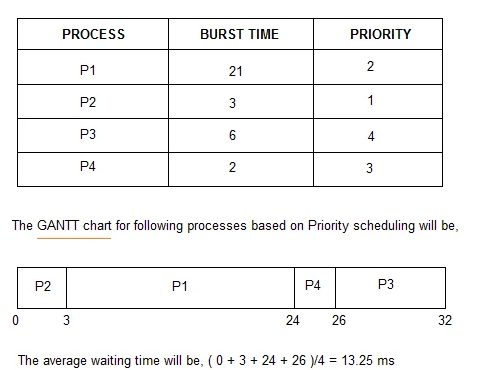 PROCESS BURST TIME PRIORITY
P1 21 2
P2 3 1
P3 6 4
P4 2 3
The GANTT chart for following processes based on Priority scheduling will be,
P2 P1 P4 P3
0 3 24 26 32
The average waiting time will be, ( 0 + 3 + 24 + 26 )/4 = 13.25 ms